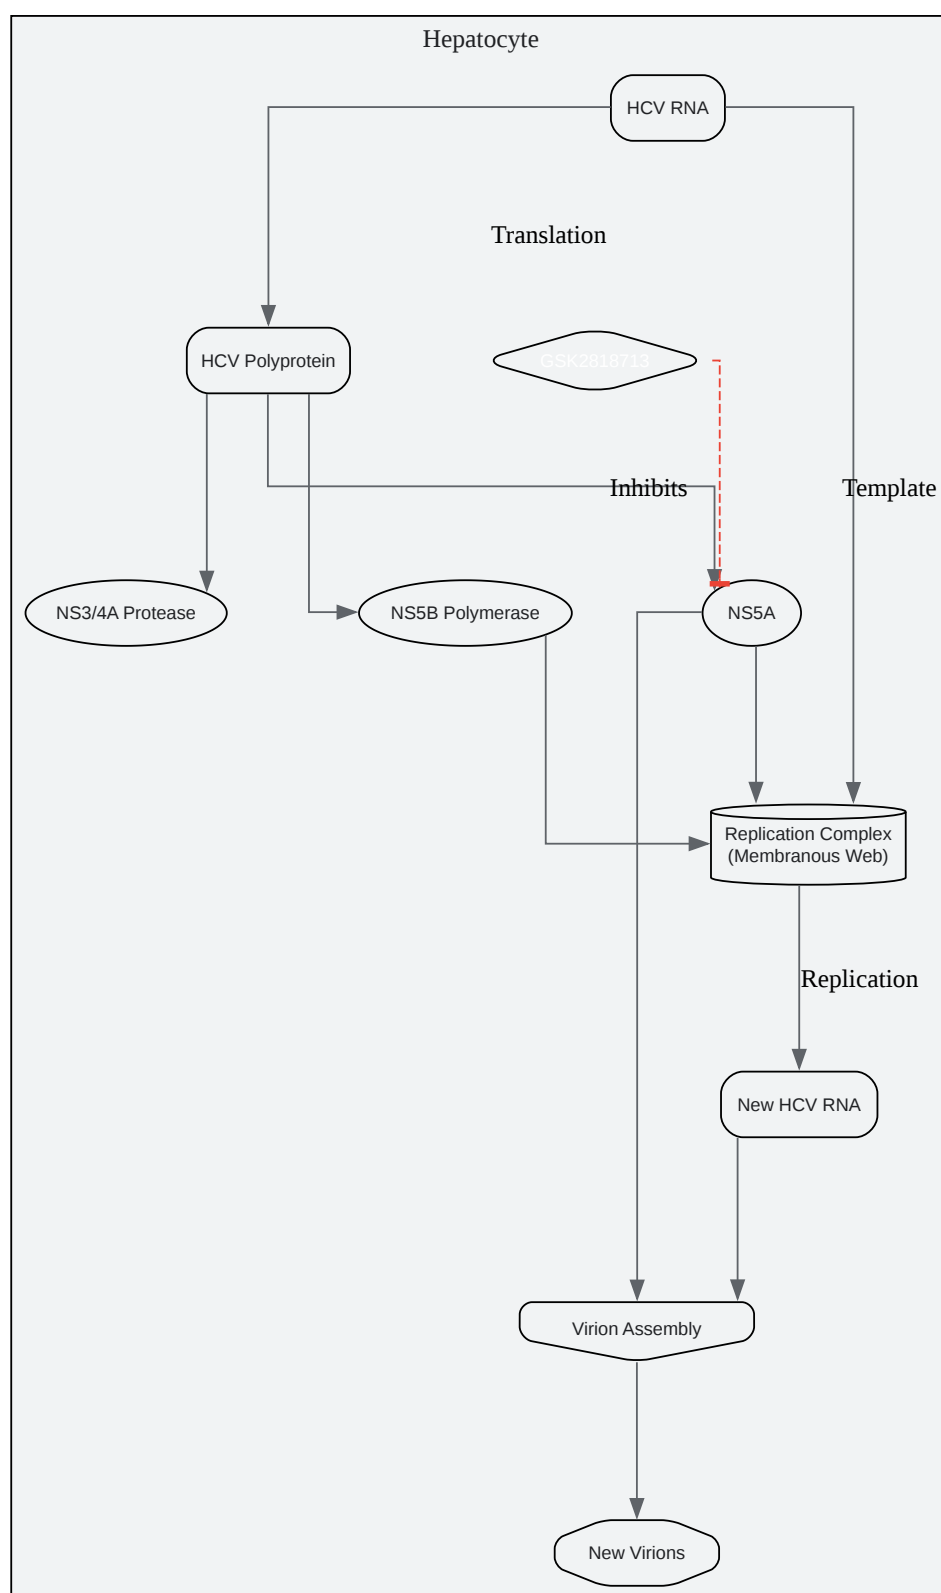 Hepatocyte
HCV RNA
Translation
HCV Polyprotein
GSK2818713
Inhibits
Template
NS3/4A Protease
NS5B Polymerase
NS5A
Replication Complex
(Membranous Web)
Replication
New HCV RNA
Virion Assembly
New Virions